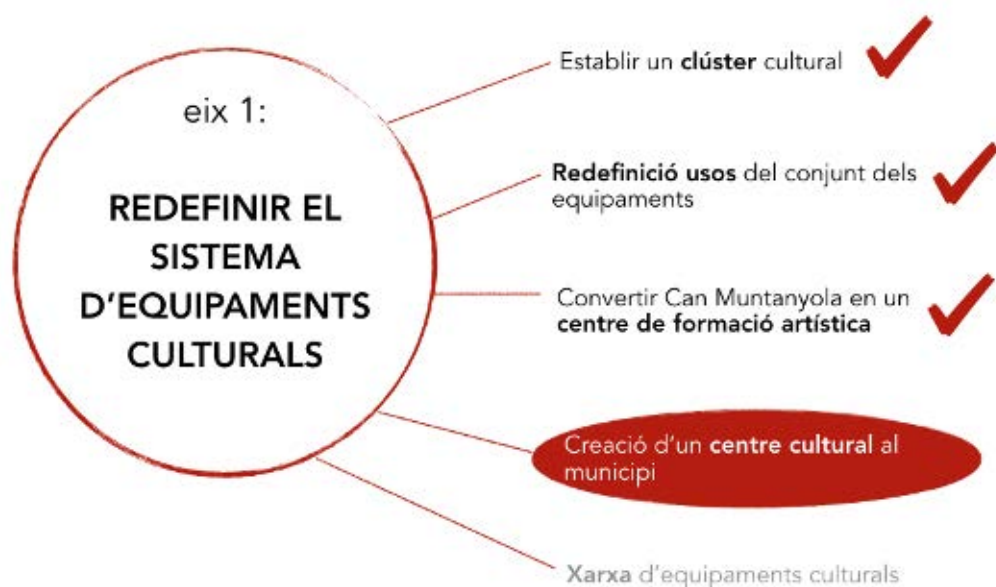 eix 1:
REDEFINIR EL
SISTEMA
D'EQUIPAMENTS
CULTURALS
Establir un clúster cultural
Redefinició usos del conjunt dels
equipaments
Convertir Can Muntanyola en un
centre de formació artística
Creació d'un centre cultural al
municipi
Xarxa d'equipaments culturals